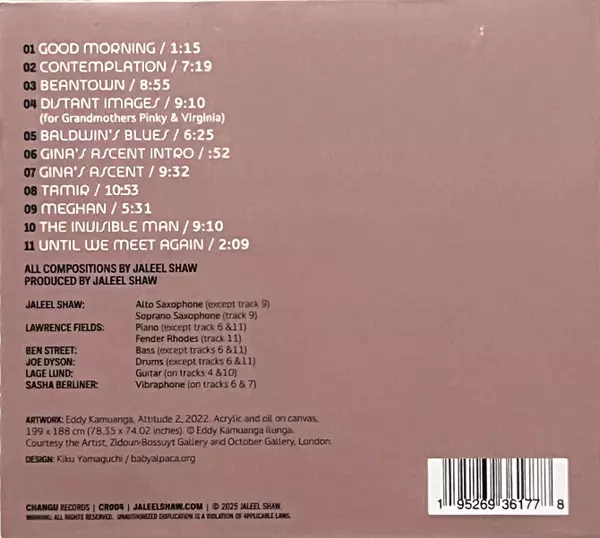 01 GOOD MORNING / 1:15
02 CONTEMPLATION / 7:19
03 BEANTOWN / 8:55
04 DISTANT IMAGES / 9:10
(for Grandmothers Pinky & Virginia)
05 BALDWIN'S BLUES / 6:25
06 GINA'S ASCENT INTRO / :52
07 GINA'S ASCENT / 9:32
08 TAMIR / 10:53
09 MEGHAN / 5:31
10 THE INVISIBLE MAN / 9:10
11 UNTIL WE MEET AGAIN / 2:09
ALL COMPOSITIONS BY JALEEL SHAW
PRODUCED BY JALEEL SHAW
JALEEL SHAW: Alto Saxophone (except track 9)
Soprano Saxophone (track 9)
LAWRENCE FIELDS: Piano (except track 6 &11)
Fender Rhodes (track 11)
BEN STREET: Bass (except tracks 6 &11)
JOE DYSON: Drums (except tracks 6 &11)
LAGE LUND: Guitar (on tracks 4 &10)
SASHA BERLINER: Vibraphone (on tracks 6 & 7)
ARTWORK: Eddy Kamuanga, Attitude 2, 2022. Acrylic and oil on canvas,
199 x 188 cm (78.35 x 74.02 inches). © Eddy Kamuanga Ilunga.
Courtesy the Artist, Zidoun-Bossuyt Gallery and October Gallery, London.
DESIGN: Kiku Yamaguchi / babyalpaca.org
CHANGU RECORDS | CR004 | JALEELSHAW.COM | © 2025 JALEEL SHAW.
WARNING: ALL RIGHTS RESERVED. UNAUTHORIZED DUPLICATION IS A VIOLATION OF APPLICABLE LAWS.
1 95269 36177 8